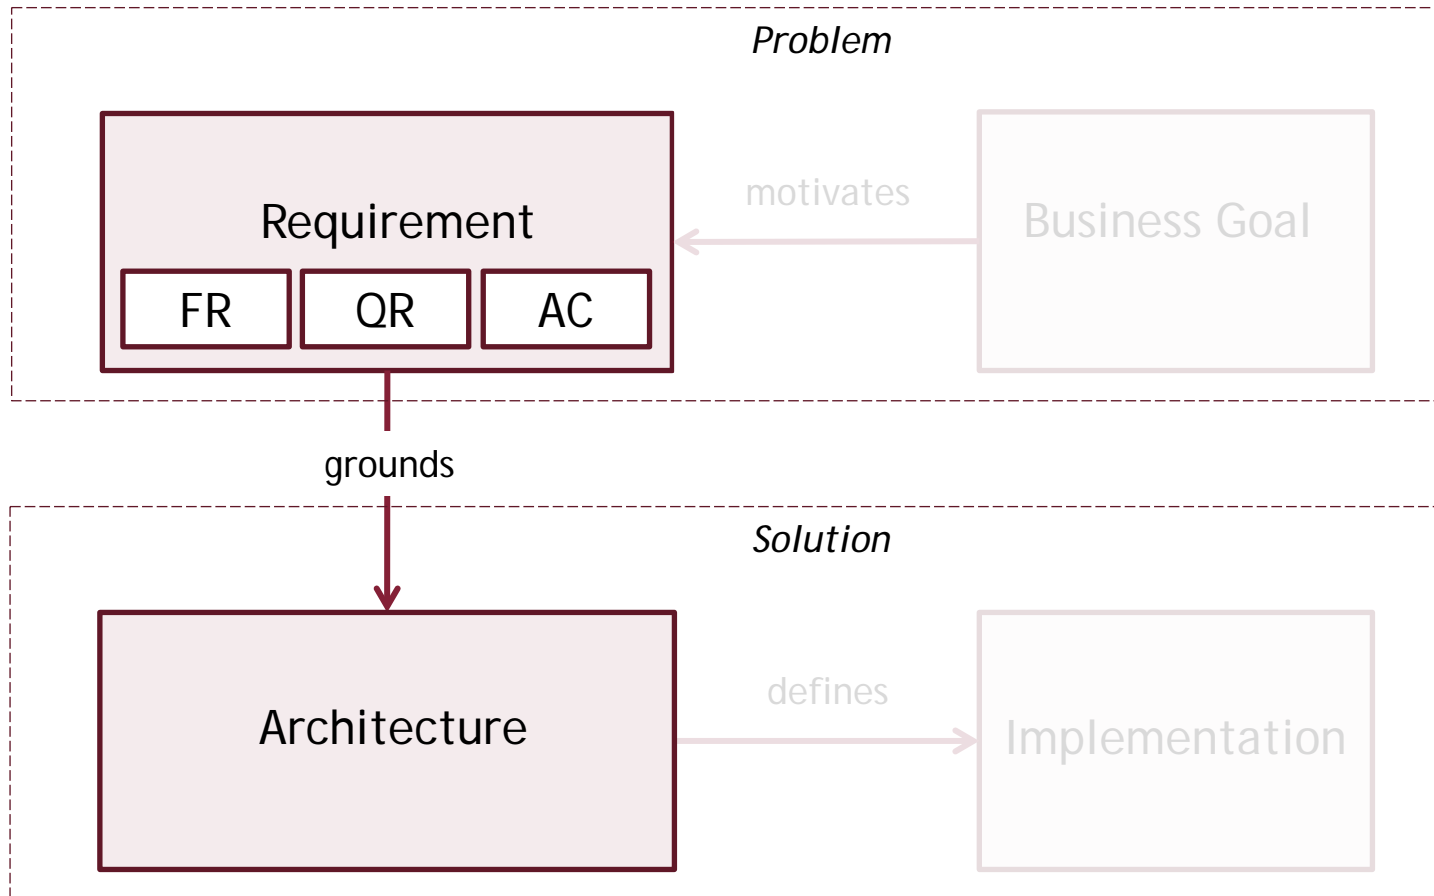 Problem
Requirement
FR QR AC
motivates
Business Goal
grounds
Solution
Architecture
defines
Implementation